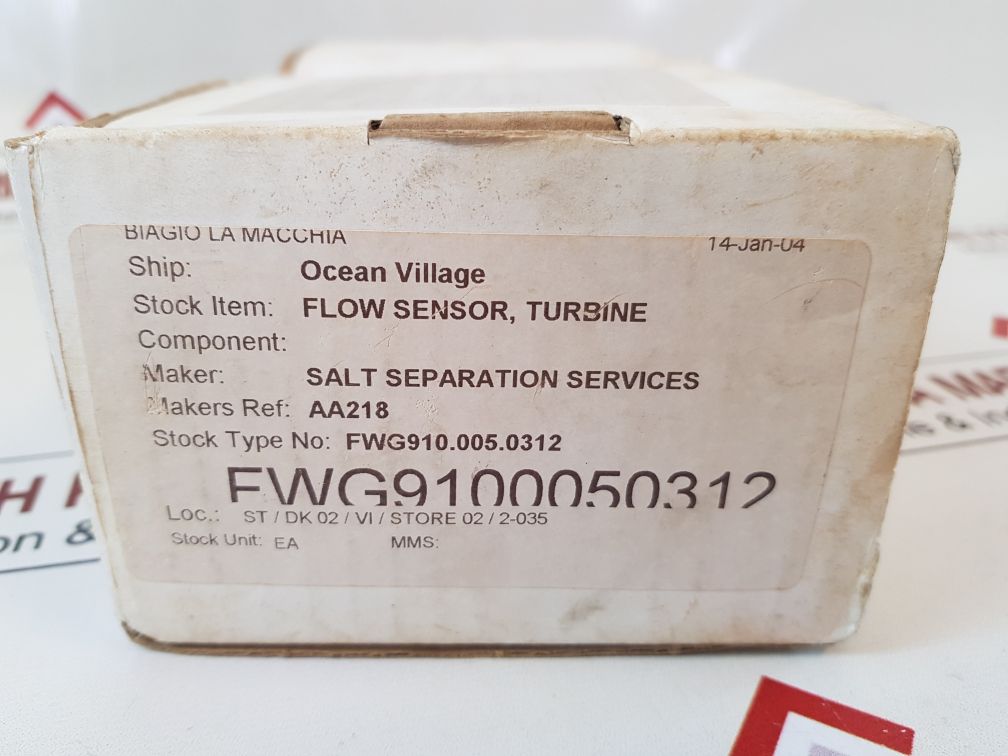 BIAGIO LA MACCHIA 14-Jan-04
Ship: Ocean Village
Stock Item: FLOW SENSOR, TURBINE
Component:
Maker: SALT SEPARATION SERVICES
Makers Ref: AA218
Stock Type No: FWG910.005.0312
FWG9100050312
Loc.: ST / DK 02 / VI / STORE 02 / 2-035
Stock Unit: EA MMS: